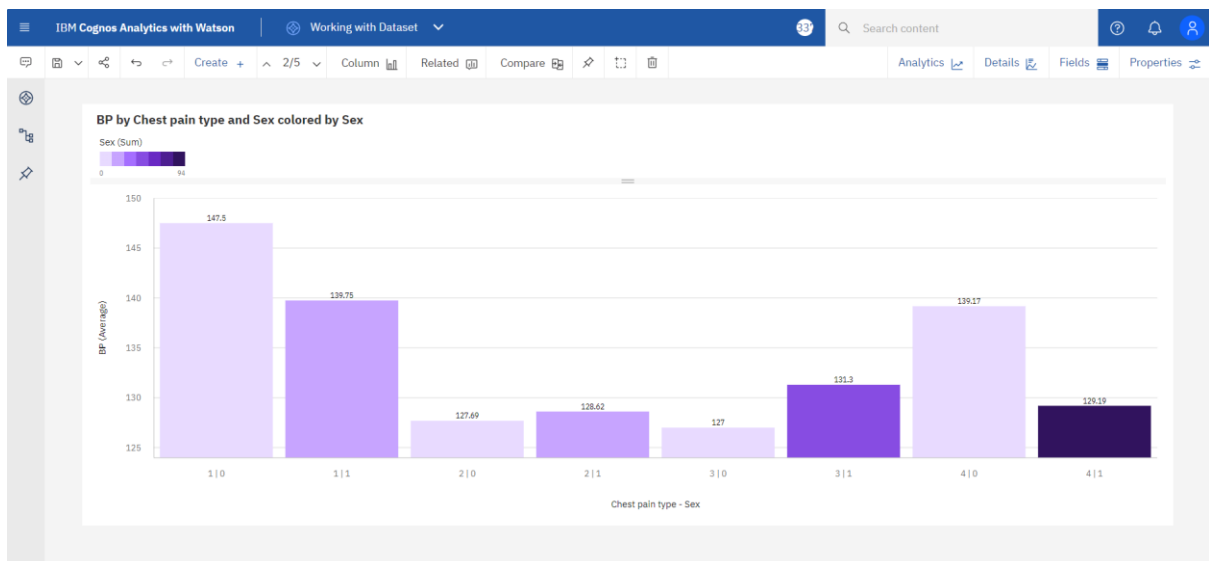 IBM Cognos Analytics with Watson
Working with Dataset
Search content
Create +
2/5
Column
Related
Compare
Analytics
Details
Fields
Properties
BP by Chest pain type and Sex colored by Sex
Sex (Sum)
0 94
150
145
140
135
130
125
BP (Average)
147.5
139.75
127.69
128.62
127
131.3
139.17
129.19
1|0 1|1 2|0 2|1 3|0 3|1 4|0 4|1
Chest pain type - Sex